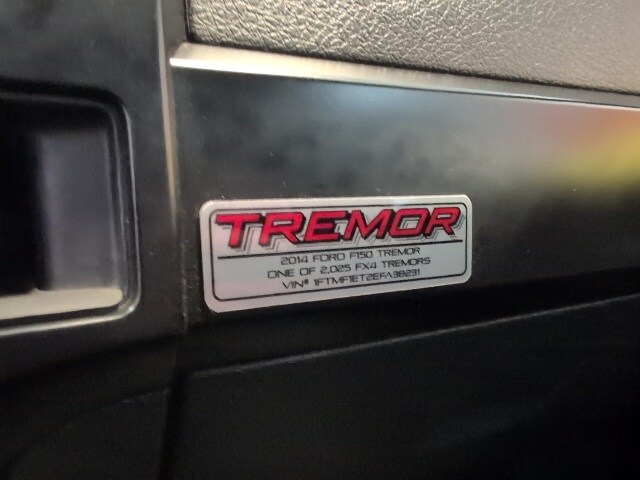 TREMOR
2014 FORD F150 TREMOR
ONE OF 2,025 FX4 TREMORS
VIN# 1FTMF1ET2EFA38231